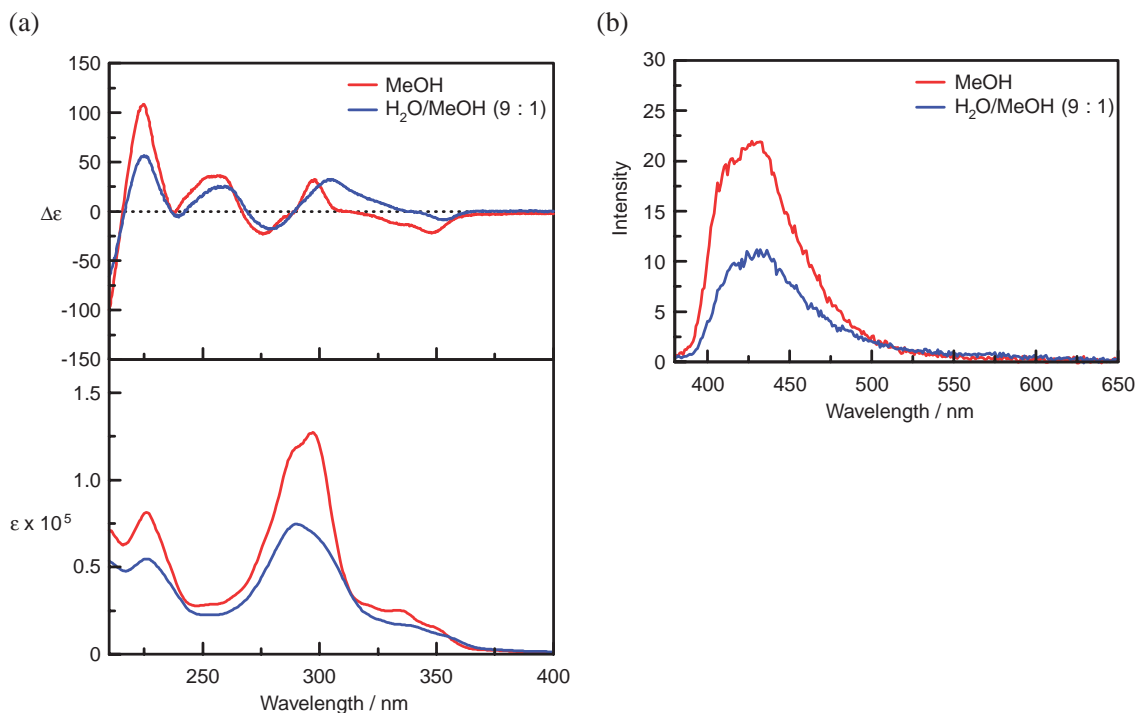 (a)
150
100
50
0
-50
-100
-150
Δε
MeOH
H₂O/MeOH (9 : 1)
1.5
1.0
0.5
0
ε x 10⁵
250 300 350 400
Wavelength / nm
(b)
30
25
20
15
10
5
0
Intensity
MeOH
H₂O/MeOH (9 : 1)
400 450 500 550 600 650
Wavelength / nm